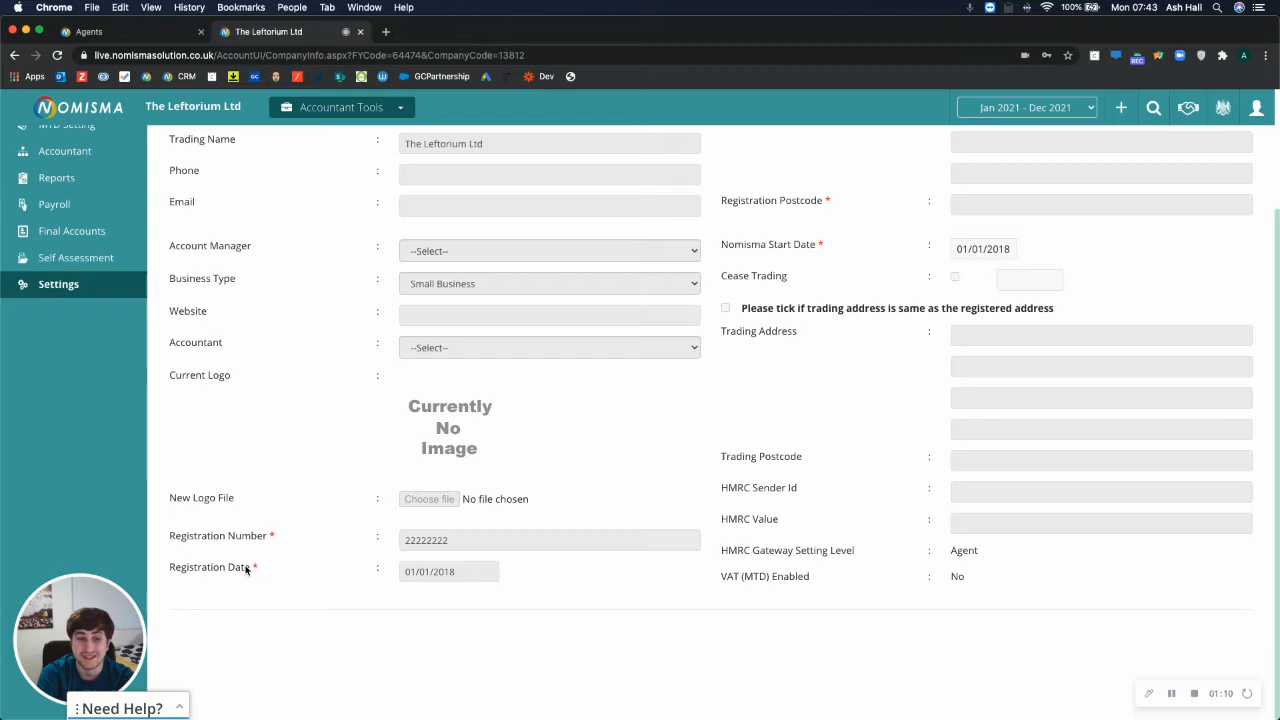 Chrome File Edit View History Bookmarks People Tab Window Help 100% Mon 07:43 Ash Hall
Agents
The Leftorium Ltd
live.nomismasolution.co.uk/AccountUI/CompanyInfo.aspx?FYCode=64474&CompanyCode=13812
Apps CRM GCPartnership Dev
NOMISMA The Leftorium Ltd Accountant Tools Jan 2021 - Dec 2021
MTD Setting
Accountant
Reports
Payroll
Final Accounts
Self Assessment
Settings
Trading Name : The Leftorium Ltd
Phone :
Email :
Account Manager : --Select--
Business Type : Small Business
Website :
Accountant : --Select--
Current Logo :
Currently
No
Image
New Logo File : Choose file No file chosen
Registration Number * : 22222222
Registration Date * : 01/01/2018
Registration Postcode * :
Nomisma Start Date * : 01/01/2018
Cease Trading :
Please tick if trading address is same as the registered address
Trading Address :
Trading Postcode :
HMRC Sender Id :
HMRC Value :
HMRC Gateway Setting Level : Agent
VAT (MTD) Enabled : No
Need Help?
01:10